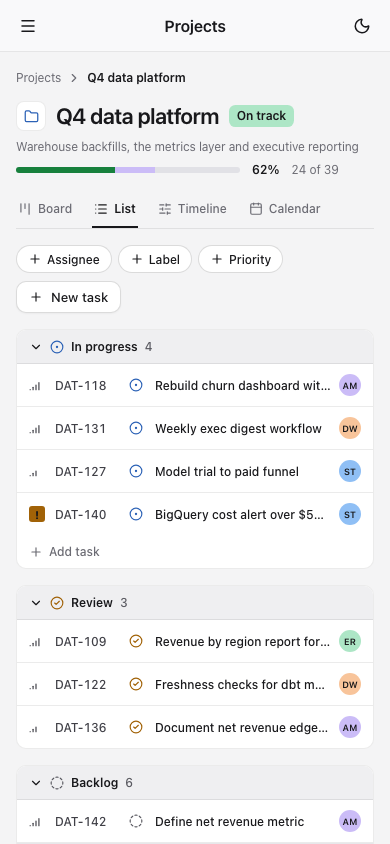 Projects
Projects > Q4 data platform
Q4 data platform On track
Warehouse backfills, the metrics layer and executive reporting
62% 24 of 39
Board List Timeline Calendar
+ Assignee + Label + Priority
+ New task
In progress 4
DAT-118 Rebuild churn dashboard wit... AM
DAT-131 Weekly exec digest workflow DW
DAT-127 Model trial to paid funnel ST
! DAT-140 BigQuery cost alert over $5... ST
+ Add task
Review 3
DAT-109 Revenue by region report for... ER
DAT-122 Freshness checks for dbt m... DW
DAT-136 Document net revenue edge... AM
Backlog 6
DAT-142 Define net revenue metric AM